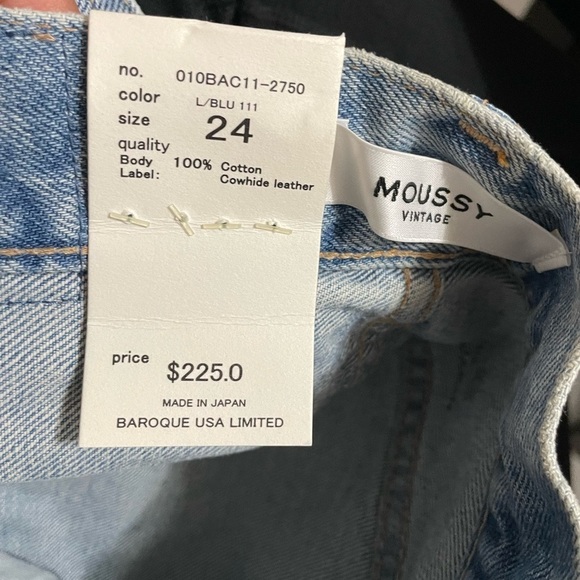 no. 010BAC11-2750
color L/BLU 111
size 24
quality
Body 100% Cotton
Label: Cowhide leather
price $225.0
MADE IN JAPAN
BAROQUE USA LIMITED
MOUSSY
VINTAGE